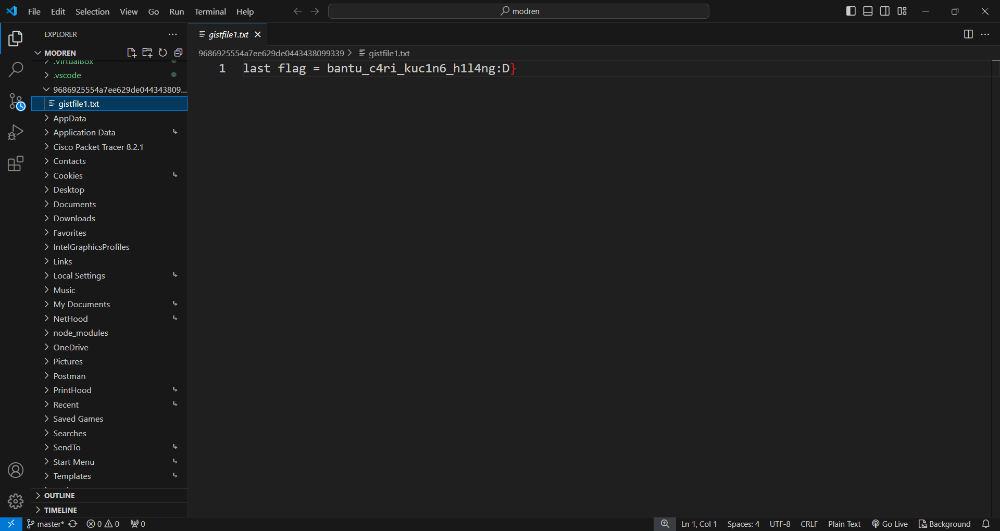 File Edit Selection View Go Run Terminal Help
modren
EXPLORER
MODREN
.VirtualBox
.vscode
9686925554a7ee629de044343809...
gistfile1.txt
AppData
Application Data
Cisco Packet Tracer 8.2.1
Contacts
Cookies
Desktop
Documents
Downloads
Favorites
IntelGraphicsProfiles
Links
Local Settings
Music
My Documents
NetHood
node_modules
OneDrive
Pictures
Postman
PrintHood
Recent
Saved Games
Searches
SendTo
Start Menu
Templates
OUTLINE
TIMELINE
gistfile1.txt
9686925554a7ee629de0443438099339 > gistfile1.txt
1 last flag = bantu_c4ri_kuc1n6_h1l4ng:D}
master* 0 0 0 Ln 1, Col 1 Spaces: 4 UTF-8 CRLF Plain Text Go Live Background